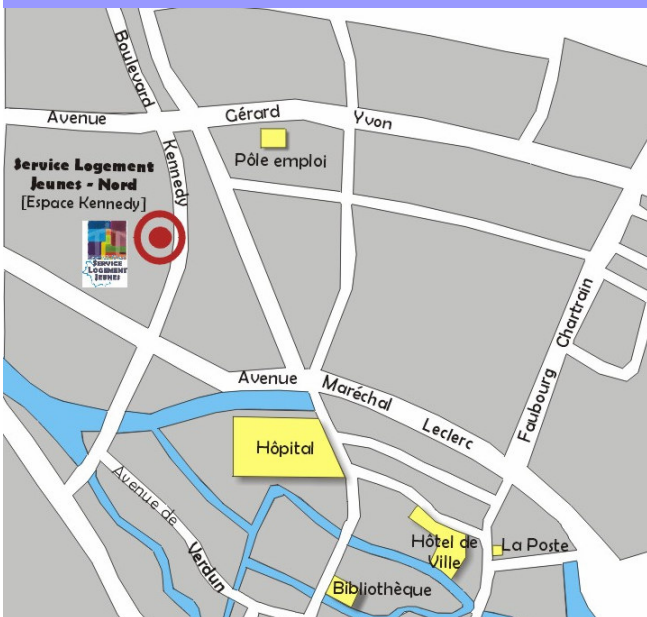 Boulevard
Kennedy
Avenue
Gérard
Yvon
Pôle emploi
Service Logement
Jeunes - Nord
[Espace Kennedy]
SERVICE
LOGEMENT
JEUNES
Faubourg Chartrain
Avenue
Maréchal
Leclerc
Hôpital
Avenue de
Verdun
Hôtel de
Ville
La Poste
Bibliothèque